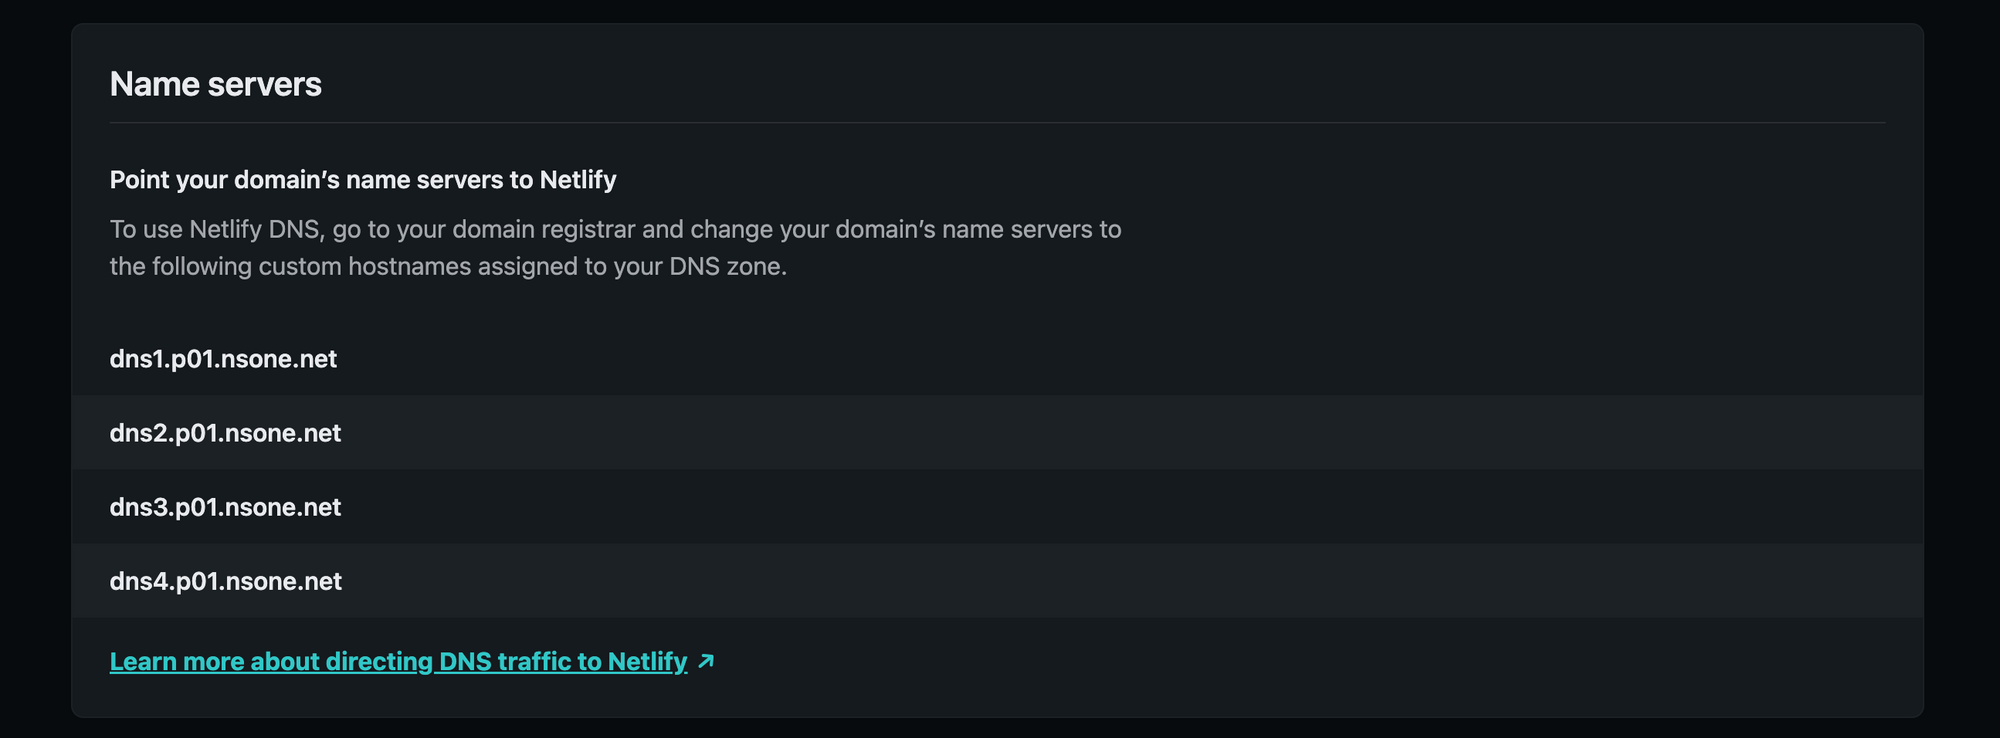 Name servers
Point your domain’s name servers to Netlify
To use Netlify DNS, go to your domain registrar and change your domain’s name servers to
the following custom hostnames assigned to your DNS zone.
dns1.p01.nsone.net
dns2.p01.nsone.net
dns3.p01.nsone.net
dns4.p01.nsone.net
Learn more about directing DNS traffic to Netlify